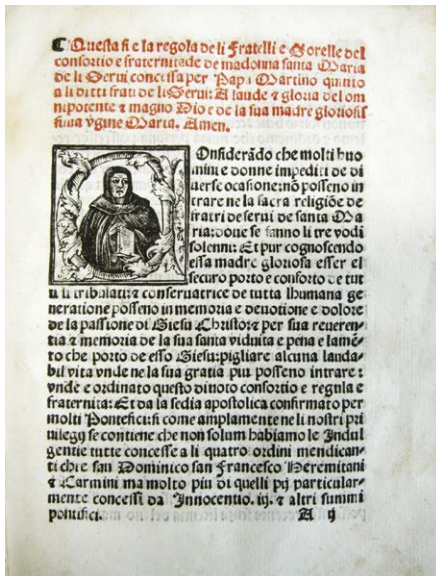 Questa si e la regola de li Fratelli e Sorelle del
consortio e fraternitade de madonna santa Maria
de li Serui concessa per Papa Martino quinto
a li ditti frati de li Serui: A laude & gloria del om
nipotente & magno Dio e de la sua madre gloriosis
sima vergine Maria. Amen.
COnsiderādo che molti huo
mini e donne impediti de di
uerse ocasione: nō posseno in
trare ne la sacra religiōe de
i fratri de serui de santa Ma
ria: doue se fanno li tre vodi
solenni: Et pur cognoscendo
essa madre gloriosa esser el
securo porto e conforto de tut
ti li tribulati: & conseruatrice de tutta lhumana ge
neratione posseno in memoria e deuotione e dolore
de la passione di Giesu Christo: & per sua reueren-
tia & memoria de la sua santa viduita e pena e lamē-
to che porto de esso Giesu: pigliare alcuna landa-
bil vita vnde ne la sua gratia piu posseno intrare:
vnde e ordinato questo diuoto consortio e regula e
fraternita: Et da la sedia apostolica confirmato per
molti Pontefici: si come amplamente ne li nostri pri
uilegij se contiene che non solum habiamo le Indul
gentie tutte concesse a li quatro ordini mendican-
ti chi e san Dominico san Francesco Heremitani
& Carmini ma molto piu di quelli pij particular-
mente concessi da Innocentio. iij. & altri summi
pontifici. A ij